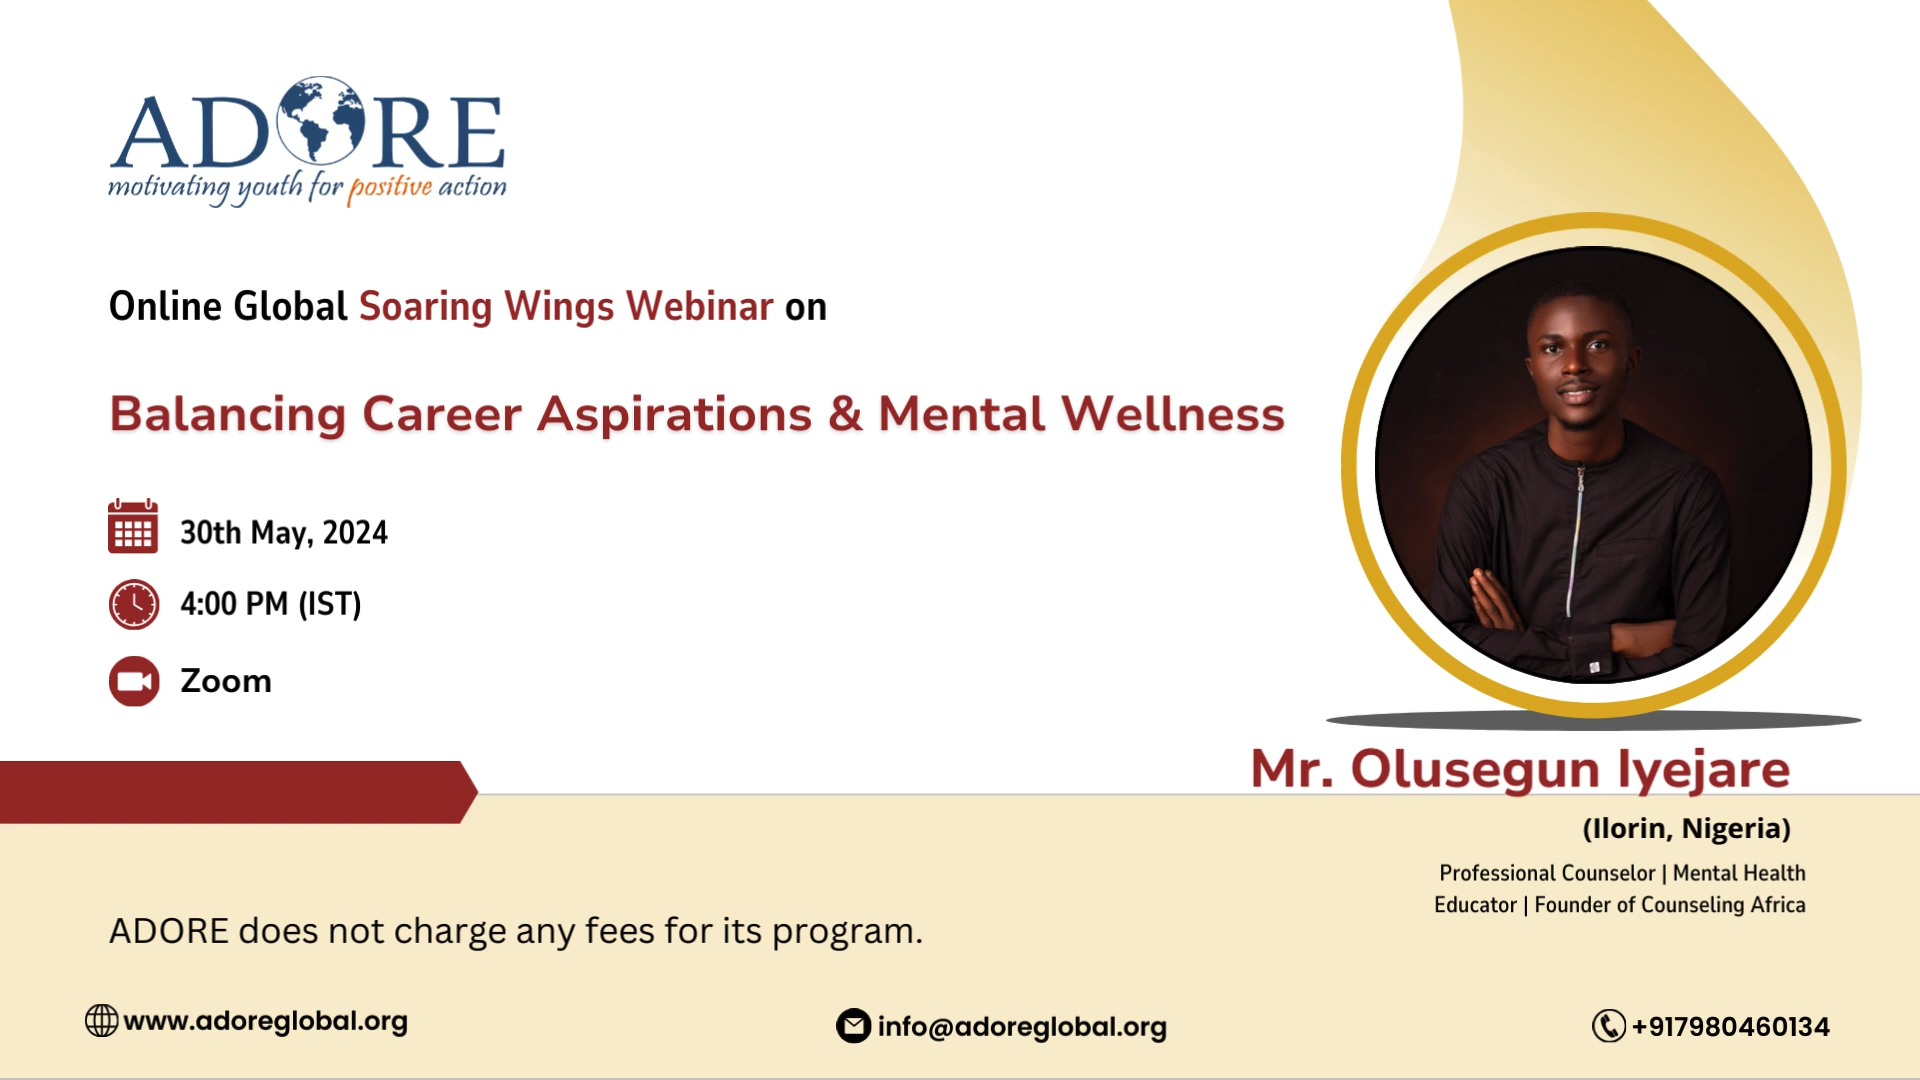 ADORE
motivating youth for positive action
Online Global Soaring Wings Webinar on
Balancing Career Aspirations & Mental Wellness
30th May, 2024
4:00 PM (IST)
Zoom
Mr. Olusegun Iyejare
(Ilorin, Nigeria)
Professional Counselor | Mental Health
Educator | Founder of Counseling Africa
ADORE does not charge any fees for its program.
www.adoreglobal.org
info@adoreglobal.org
+917980460134